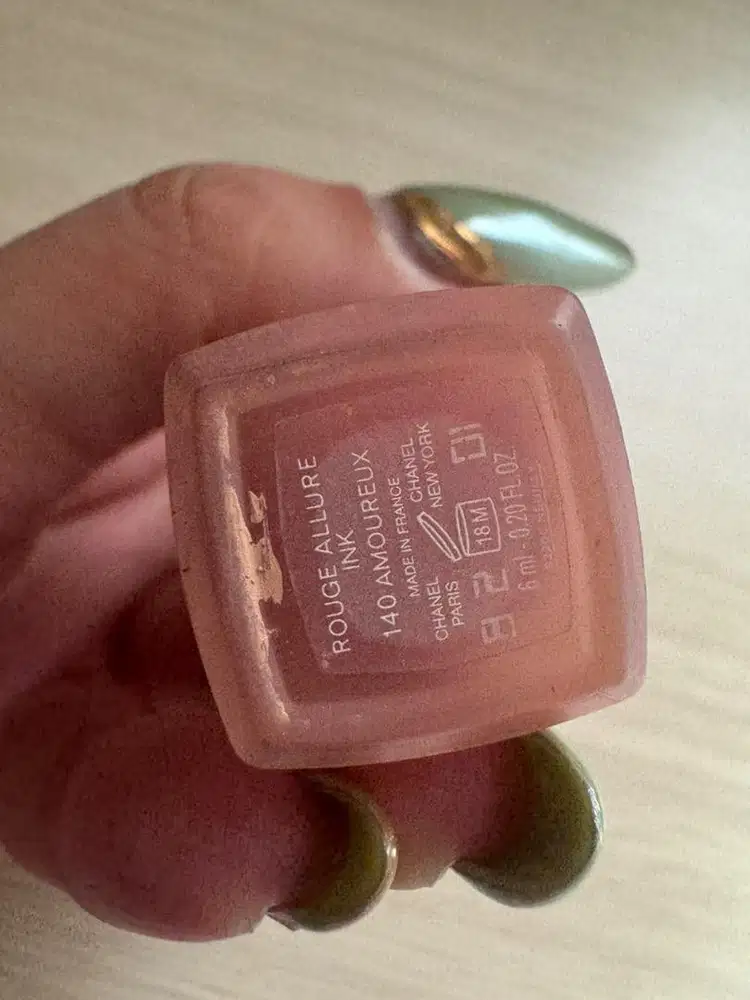 ROUGE ALLURE
INK
140 AMOUREUX
MADE IN FRANCE
CHANEL CHANEL
PARIS NEW YORK
18M
6 ml - 0.20 FL.OZ.